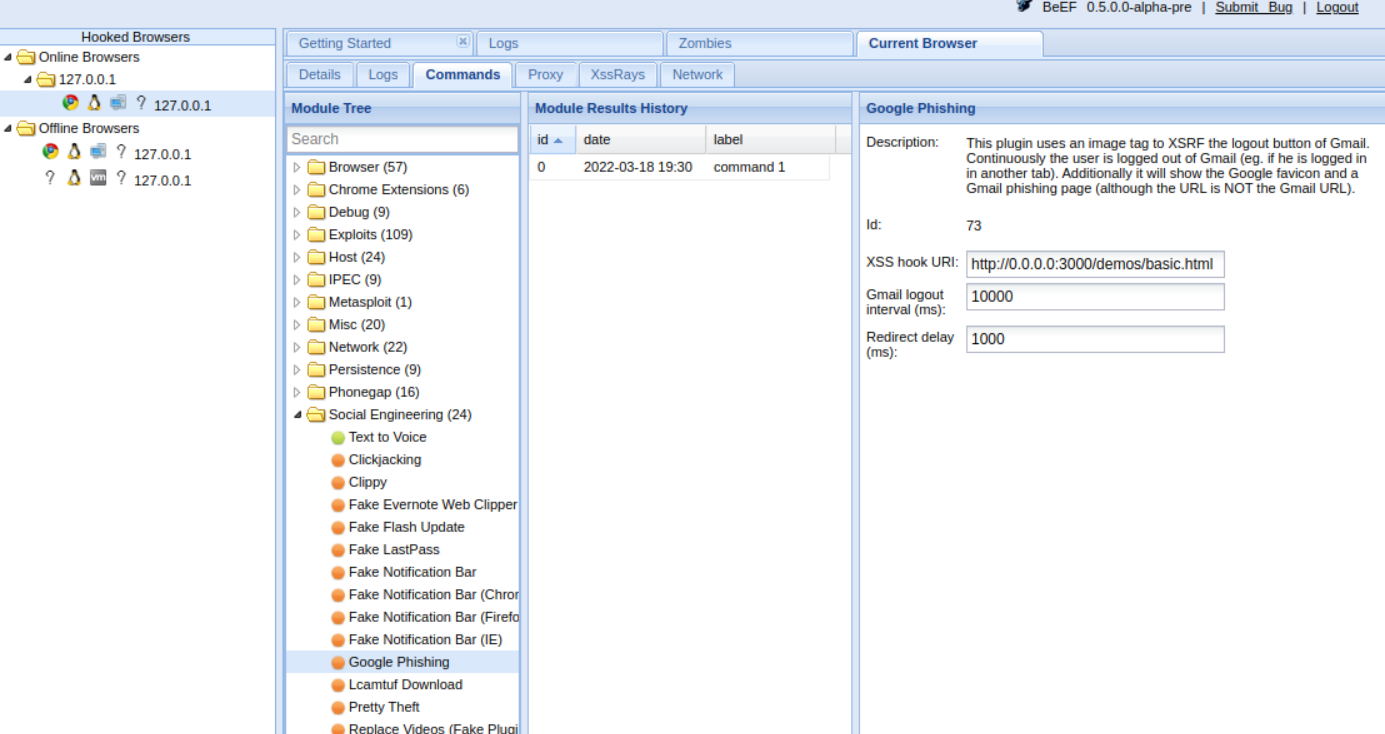 BeEF 0.5.0.0-alpha-pre | Submit Bug | Logout
Hooked Browsers
Online Browsers
127.0.0.1
? 127.0.0.1
Offline Browsers
? 127.0.0.1
? vm ? 127.0.0.1
Getting Started
Logs
Zombies
Current Browser
Details
Logs
Commands
Proxy
XssRays
Network
Module Tree
Search
Browser (57)
Chrome Extensions (6)
Debug (9)
Exploits (109)
Host (24)
IPEC (9)
Metasploit (1)
Misc (20)
Network (22)
Persistence (9)
Phonegap (16)
Social Engineering (24)
Text to Voice
Clickjacking
Clippy
Fake Evernote Web Clipper
Fake Flash Update
Fake LastPass
Fake Notification Bar
Fake Notification Bar (Chror
Fake Notification Bar (Firefo
Fake Notification Bar (IE)
Google Phishing
Lcamtuf Download
Pretty Theft
Replace Videos (Fake Plugi
Module Results History
id date label
0 2022-03-18 19:30 command 1
Google Phishing
Description:
This plugin uses an image tag to XSRF the logout button of Gmail.
Continuously the user is logged out of Gmail (eg. if he is logged in
in another tab). Additionally it will show the Google favicon and a
Gmail phishing page (although the URL is NOT the Gmail URL).
Id: 73
XSS hook URI: http://0.0.0.0:3000/demos/basic.html
Gmail logout
interval (ms):
10000
Redirect delay
(ms):
1000